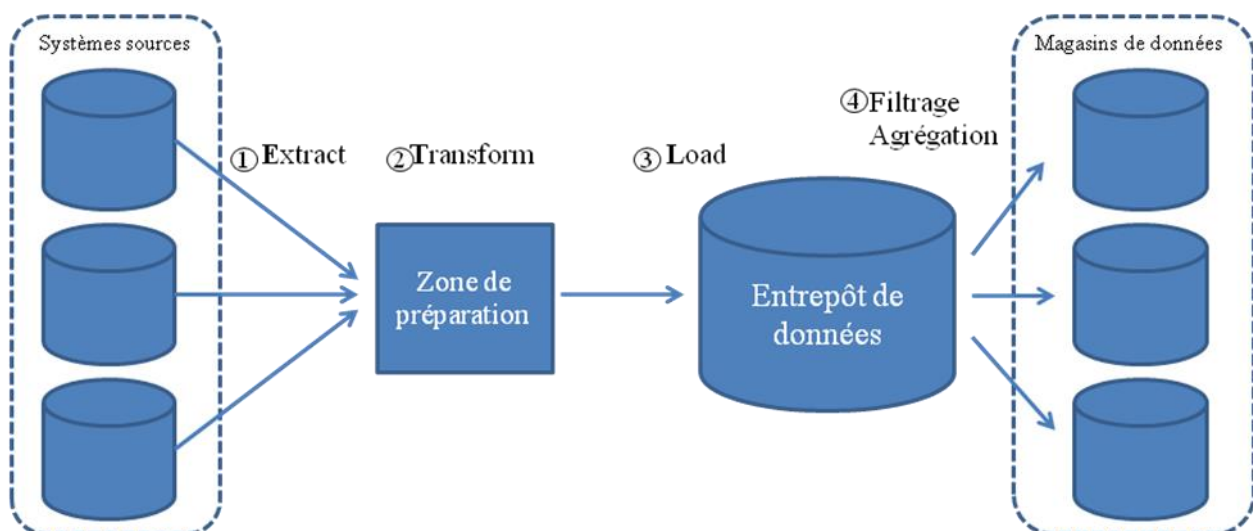 Systèmes sources
Magasins de données
①Extract
②Transform
③Load
④Filtrage
Agrégation
Zone de
préparation
Entrepôt de
données